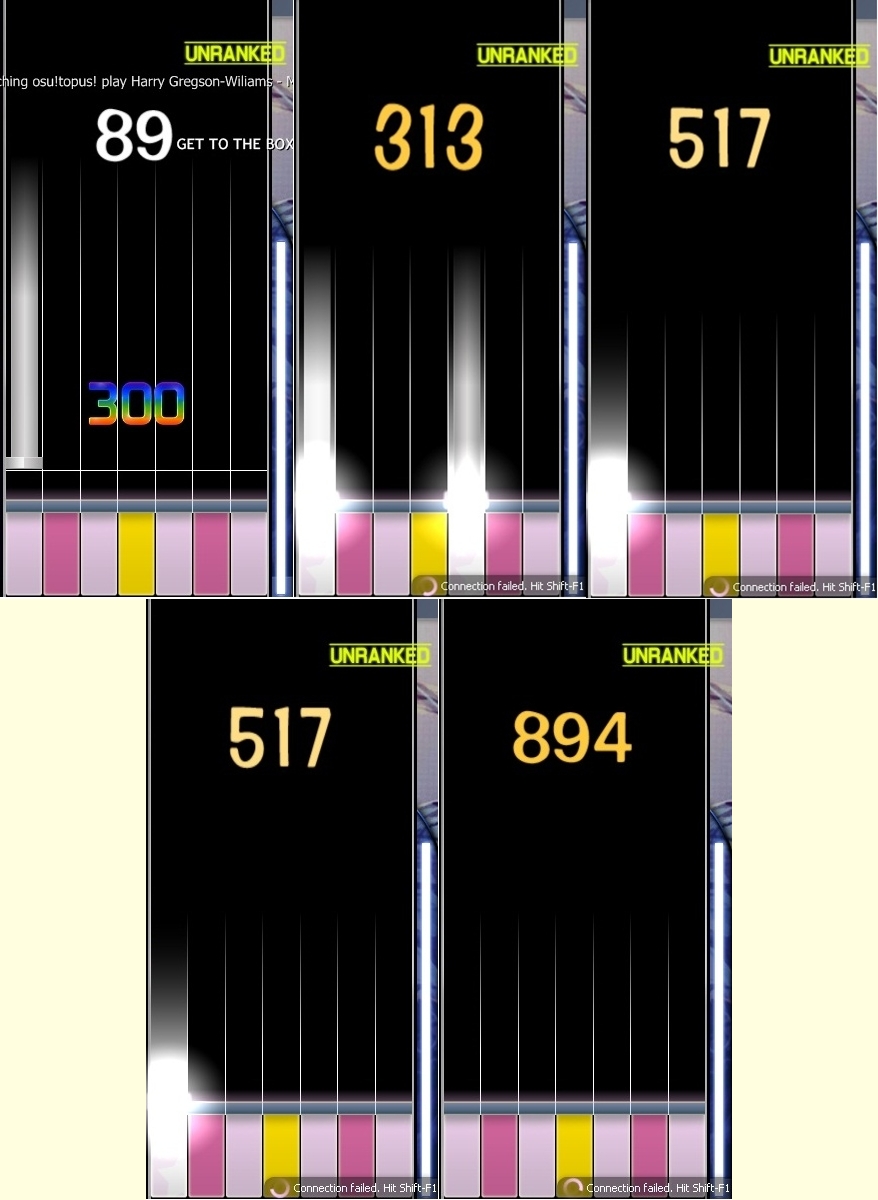 UNRANKED
ching osu!topus! play Harry Gregson-Wiliams - M
89 GET TO THE BOX
300
UNRANKED
313
Connection failed. Hit Shift-F1
UNRANKED
517
Connection failed. Hit Shift-F1
UNRANKED
517
Connection failed. Hit Shift-F1
UNRANKED
894
Connection failed. Hit Shift-F1